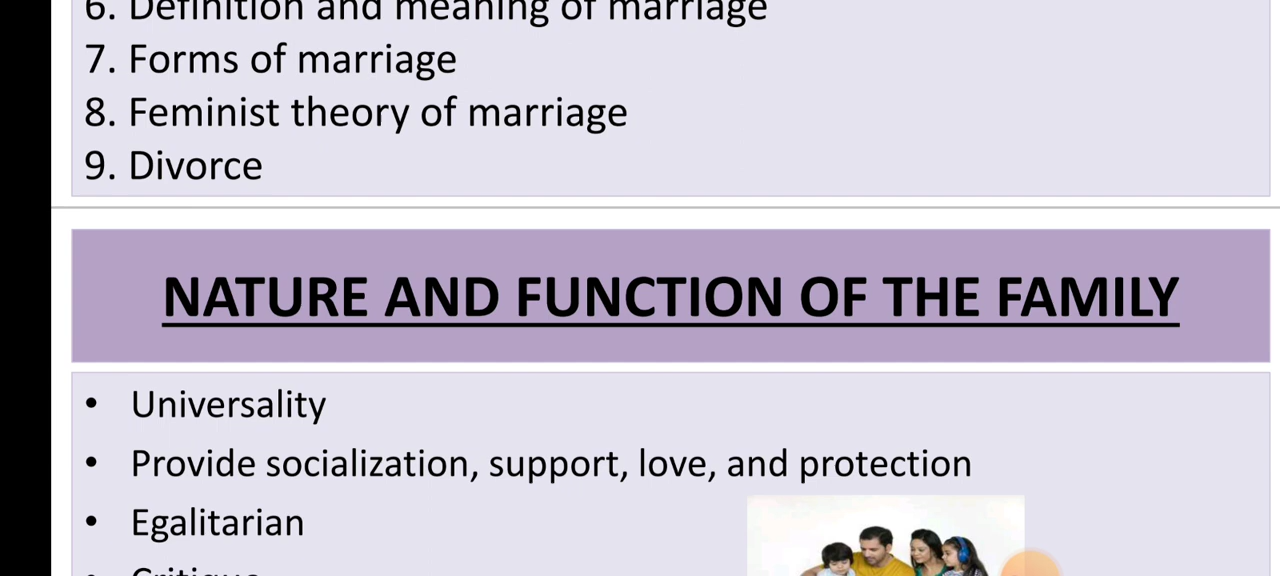 6. Definition and meaning of marriage
7. Forms of marriage
8. Feminist theory of marriage
9. Divorce
NATURE AND FUNCTION OF THE FAMILY
• Universality
• Provide socialization, support, love, and protection
• Egalitarian
• Critique